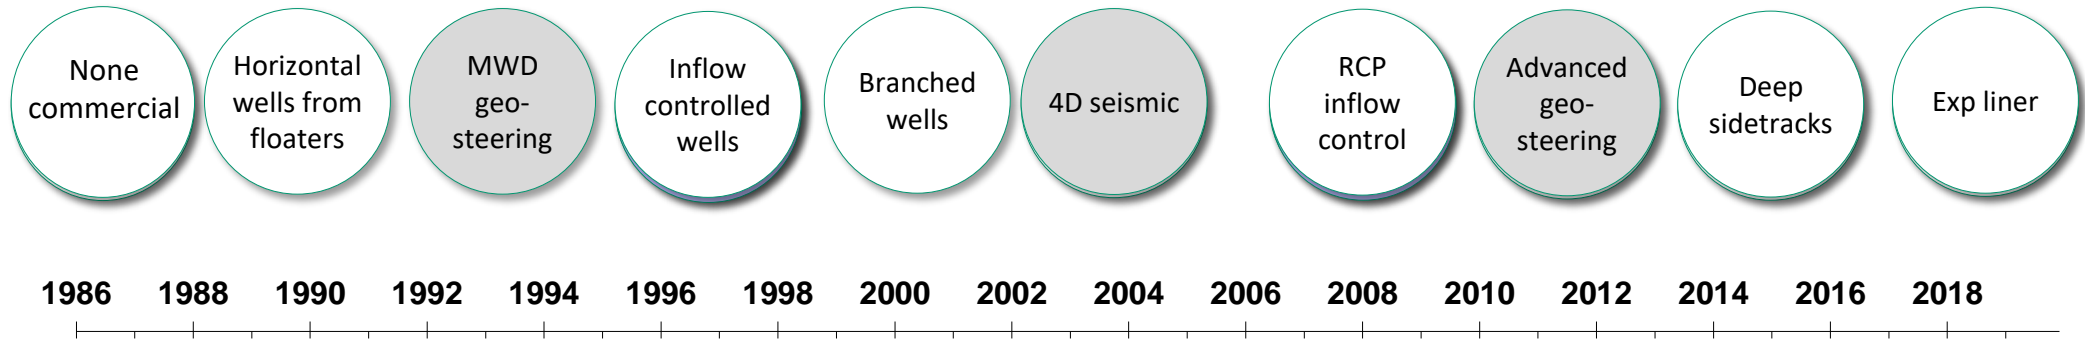 None
commercial
Horizontal
wells from
floaters
MWD
geo-
steering
Inflow
controlled
wells
Branched
wells
4D seismic
RCP
inflow
control
Advanced
geo-
steering
Deep
sidetracks
Exp liner
1986 1988 1990 1992 1994 1996 1998 2000 2002 2004 2006 2008 2010 2012 2014 2016 2018